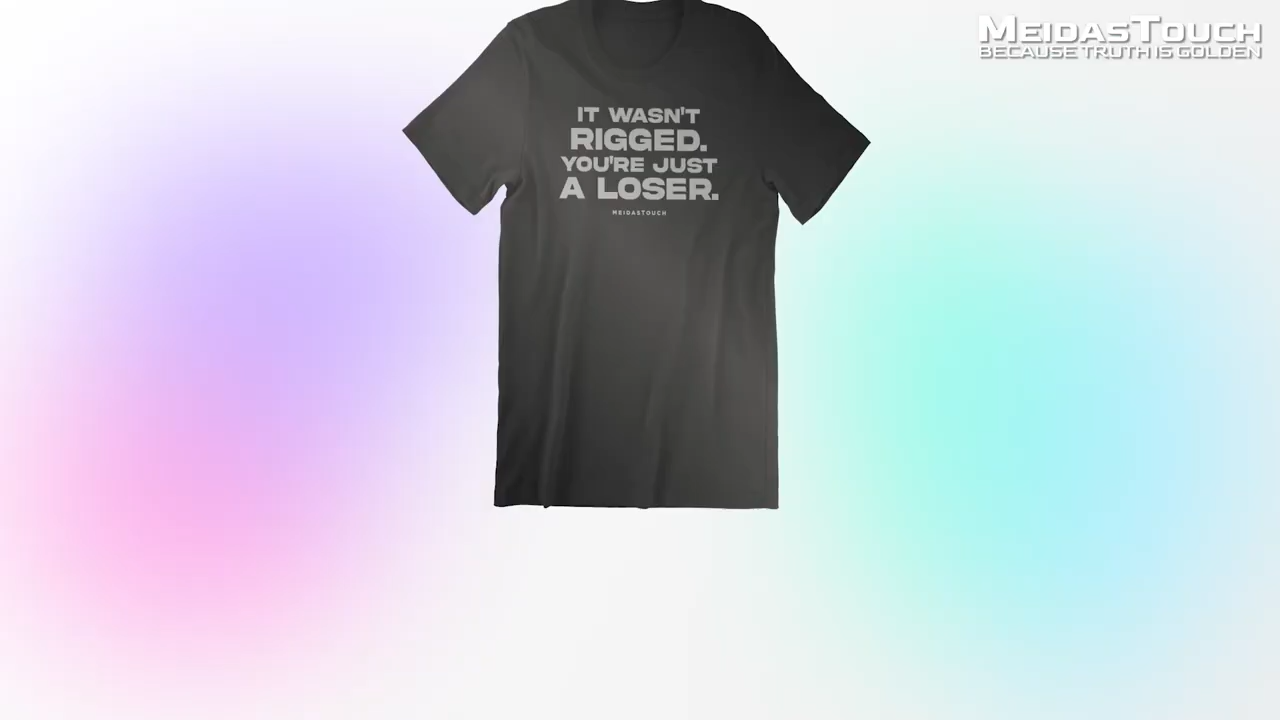 MEIDASTOUCH
BECAUSE TRUTH IS GOLDEN
IT WASN'T
RIGGED.
YOU'RE JUST
A LOSER.
MEIDASTOUCH